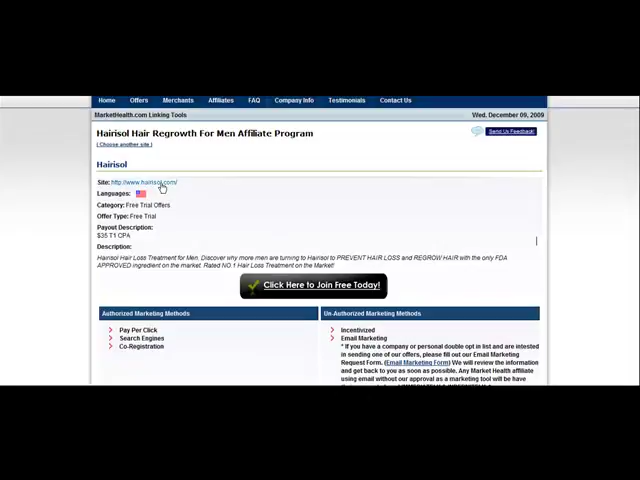 Home Offers Merchants Affiliates FAQ Company Info Testimonials Contact Us
MarketHealth.com Linking Tools Wed. December 09, 2009
Hairisol Hair Regrowth For Men Affiliate Program
Send Us Feedback!
( Choose another site )
Hairisol
Site: http://www.hairisol.com/
Languages:
Category: Free Trial Offers
Offer Type: Free Trial
Payout Description:
$35 T1 CPA
Description:
Hairisol Hair Loss Treatment for Men. Discover why more men are turning to Hairisol to PREVENT HAIR LOSS and REGROW HAIR with the only FDA
APPROVED ingredient on the market. Rated NO.1 Hair Loss Treatment on the Market!
Click Here to Join Free Today!
Authorized Marketing Methods
Pay Per Click
Search Engines
Co-Registration
Un-Authorized Marketing Methods
Incentivized
Email Marketing
* If you have a company or personal double opt in list and are intested
in sending one of our offers, please fill out our Email Marketing
Request Form. (Email Marketing Form) We will review the information
and get back to you as soon as possible. Any Market Health affiliate
using email without our approval as a marketing tool will be have